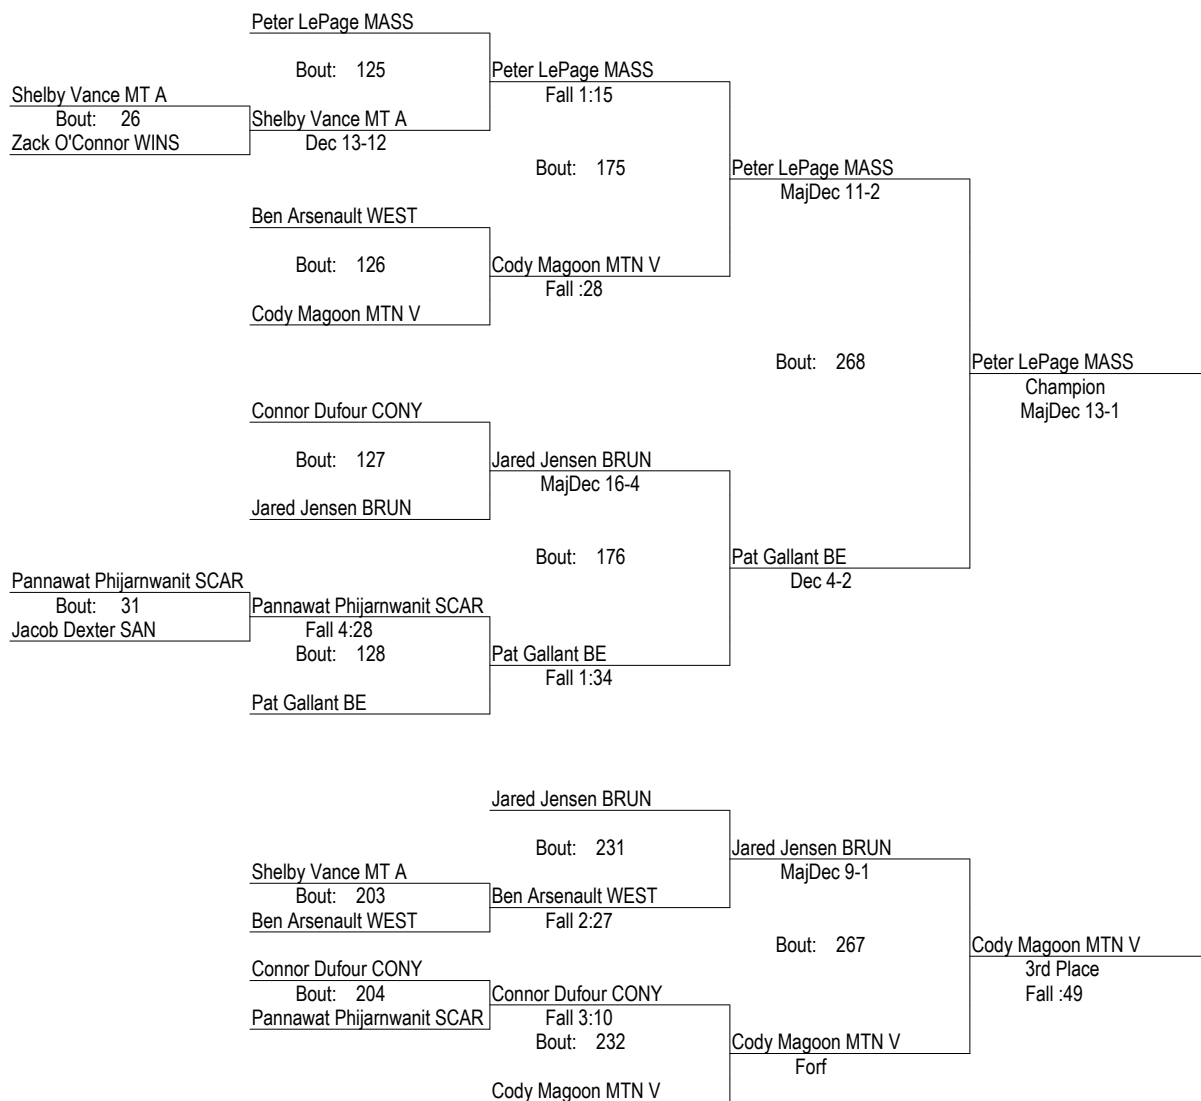 Peter LePage MASS
Bout: 125
Peter LePage MASS
Fall 1:15
Shelby Vance MT A
Bout: 26
Zack O'Connor WINS
Shelby Vance MT A
Dec 13-12
Bout: 175
Peter LePage MASS
MajDec 11-2
Ben Arsenault WEST
Bout: 126
Cody Magoon MTN V
Fall :28
Cody Magoon MTN V
Bout: 268
Peter LePage MASS
Champion
MajDec 13-1
Connor Dufour CONY
Bout: 127
Jared Jensen BRUN
MajDec 16-4
Jared Jensen BRUN
Bout: 176
Pat Gallant BE
Dec 4-2
Pannawat Phijarnwanit SCAR
Bout: 31
Jacob Dexter SAN
Pannawat Phijarnwanit SCAR
Fall 4:28
Bout: 128
Pat Gallant BE
Fall 1:34
Pat Gallant BE
Jared Jensen BRUN
Bout: 231
Jared Jensen BRUN
MajDec 9-1
Shelby Vance MT A
Bout: 203
Ben Arsenault WEST
Ben Arsenault WEST
Fall 2:27
Bout: 267
Cody Magoon MTN V
3rd Place
Fall :49
Connor Dufour CONY
Bout: 204
Pannawat Phijarnwanit SCAR
Connor Dufour CONY
Fall 3:10
Bout: 232
Cody Magoon MTN V
Forf
Cody Magoon MTN V